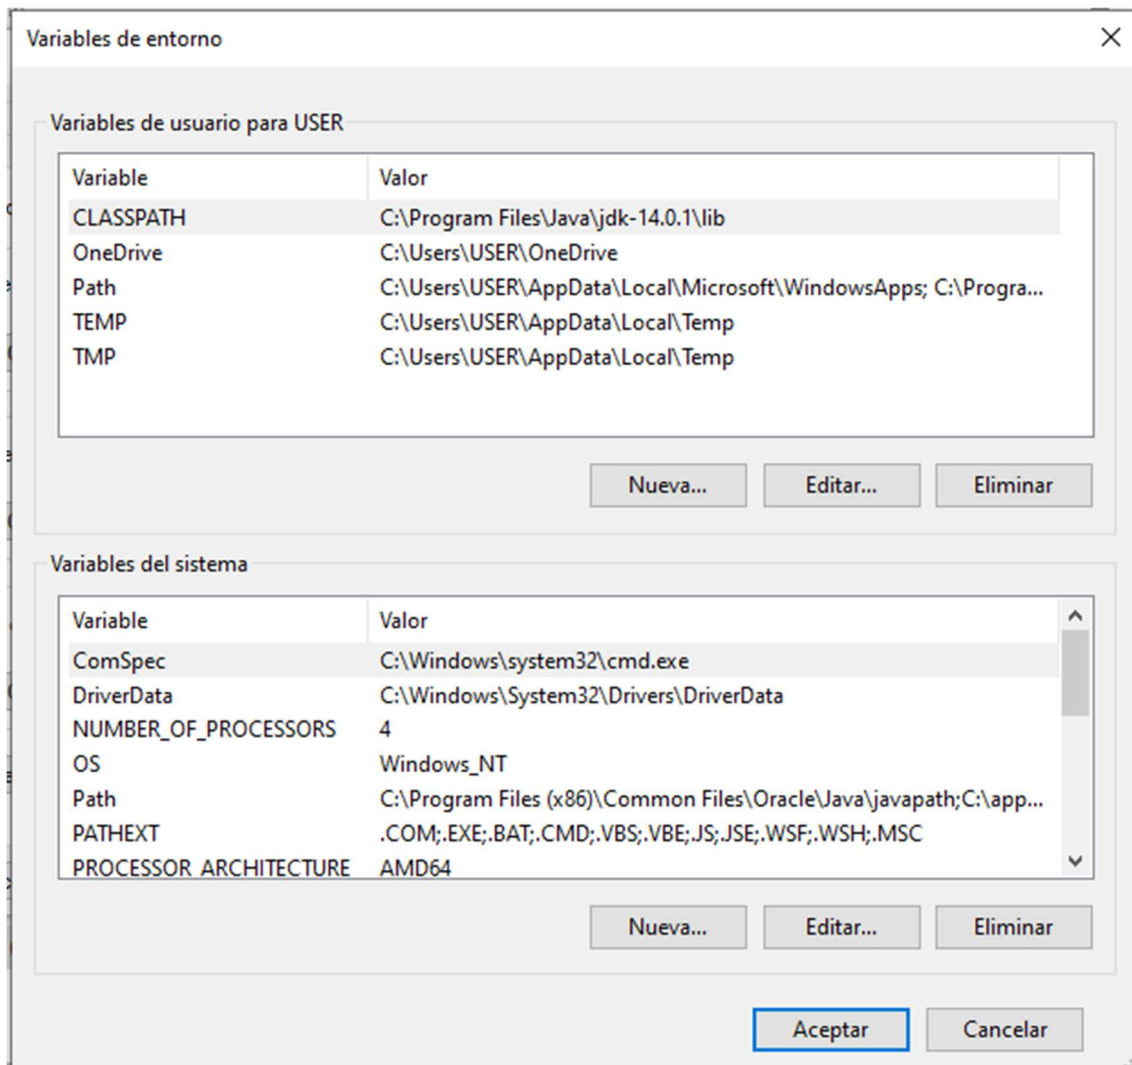 Variables de entorno
Variables de usuario para USER
Variable Valor
CLASSPATH C:\Program Files\Java\jdk-14.0.1\lib
OneDrive C:\Users\USER\OneDrive
Path C:\Users\USER\AppData\Local\Microsoft\WindowsApps; C:\Progra...
TEMP C:\Users\USER\AppData\Local\Temp
TMP C:\Users\USER\AppData\Local\Temp
Nueva... Editar... Eliminar
Variables del sistema
Variable Valor
ComSpec C:\Windows\system32\cmd.exe
DriverData C:\Windows\System32\Drivers\DriverData
NUMBER_OF_PROCESSORS 4
OS Windows_NT
Path C:\Program Files (x86)\Common Files\Oracle\Java\javapath;C:\app...
PATHEXT .COM;.EXE;.BAT;.CMD;.VBS;.VBE;.JS;.JSE;.WSF;.WSH;.MSC
PROCESSOR_ARCHITECTURE AMD64
Nueva... Editar... Eliminar
Aceptar Cancelar